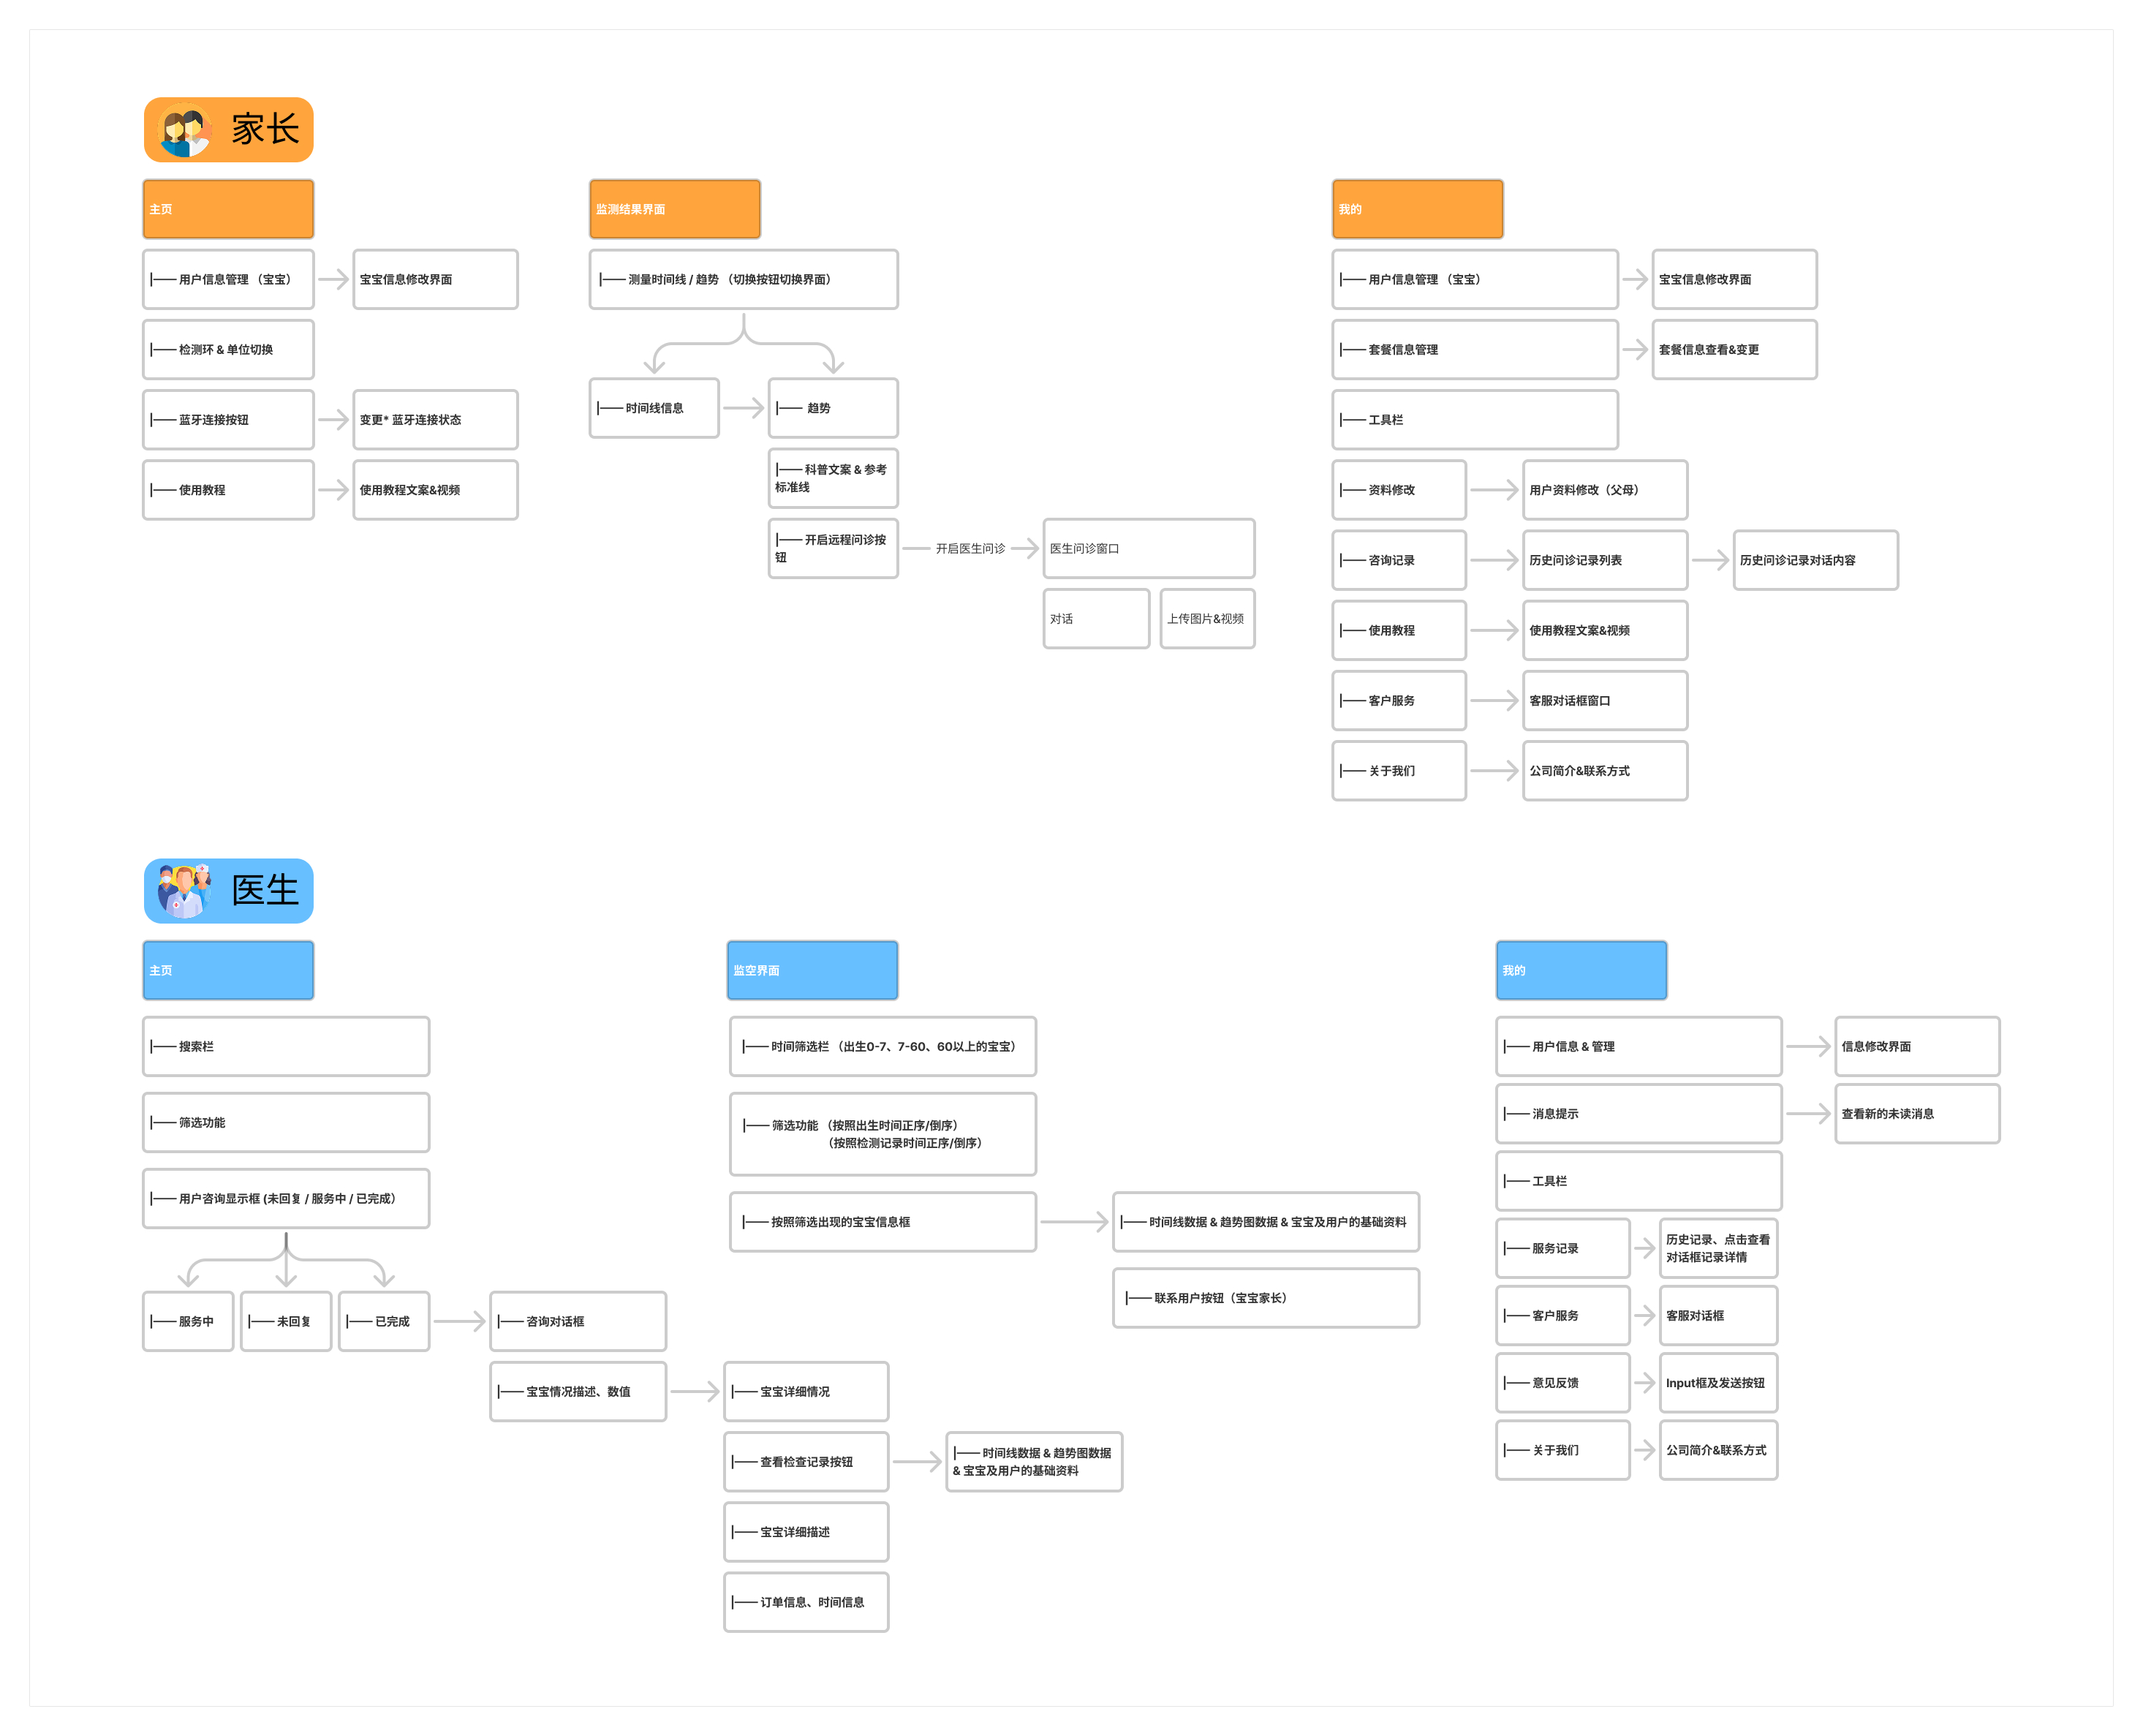 家长
主页
|—— 用户信息管理 （宝宝）
宝宝信息修改界面
|—— 检测环 & 单位切换
|—— 蓝牙连接按钮
变更* 蓝牙连接状态
|—— 使用教程
使用教程文案&视频
监测结果界面
|—— 测量时间线 / 趋势 （切换按钮切换界面）
|—— 时间线信息
|—— 趋势
|—— 科普文案 & 参考
标准线
|—— 开启远程问诊按
钮
开启医生问诊
医生问诊窗口
对话
上传图片&视频
我的
|—— 用户信息管理 （宝宝）
宝宝信息修改界面
|—— 套餐信息管理
套餐信息查看&变更
|—— 工具栏
|—— 资料修改
用户资料修改（父母）
|—— 咨询记录
历史问诊记录列表
历史问诊记录对话内容
|—— 使用教程
使用教程文案&视频
|—— 客户服务
客服对话框窗口
|—— 关于我们
公司简介&联系方式
医生
主页
|—— 搜索栏
|—— 筛选功能
|—— 用户咨询显示框 (未回复 / 服务中 / 已完成）
|—— 服务中
|—— 未回复
|—— 已完成
|—— 咨询对话框
|—— 宝宝情况描述、数值
|—— 宝宝详细情况
|—— 查看检查记录按钮
|—— 时间线数据 & 趋势图数据
& 宝宝及用户的基础资料
|—— 宝宝详细描述
|—— 订单信息、时间信息
监空界面
|—— 时间筛选栏 （出生0-7、7-60、60以上的宝宝）
|—— 筛选功能 （按照出生时间正序/倒序）
（按照检测记录时间正序/倒序）
|—— 按照筛选出现的宝宝信息框
|—— 时间线数据 & 趋势图数据 & 宝宝及用户的基础资料
|—— 联系用户按钮（宝宝家长）
我的
|—— 用户信息 & 管理
信息修改界面
|—— 消息提示
查看新的未读消息
|—— 工具栏
|—— 服务记录
历史记录、点击查看
对话框记录详情
|—— 客户服务
客服对话框
|—— 意见反馈
Input框及发送按钮
|—— 关于我们
公司简介&联系方式